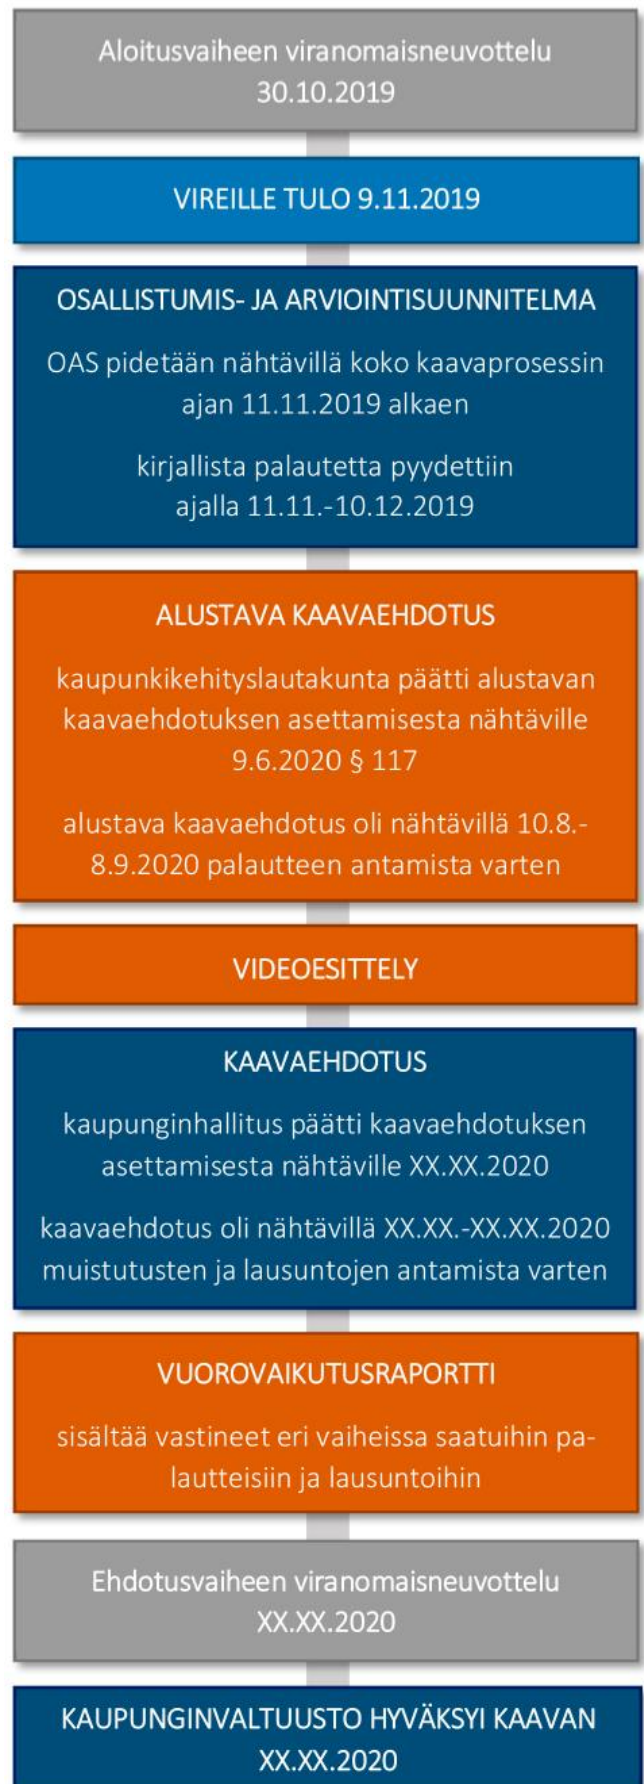 Aloitusvaiheen viranomaisneuvottelu
30.10.2019
VIREILLE TULO 9.11.2019
OSALLISTUMIS- JA ARVIOINTISUUNNITELMA
OAS pidetään nähtävillä koko kaavaprosessin
ajan 11.11.2019 alkaen
kirjallista palautetta pyydettiin
ajalla 11.11.-10.12.2019
ALUSTAVA KAAVAEHDOTUS
kaupunkikehityslautakunta päätti alustavan
kaavaehdotuksen asettamisesta nähtäville
9.6.2020 § 117
alustava kaavaehdotus oli nähtävillä 10.8.-
8.9.2020 palautteen antamista varten
VIDEOESITTELY
KAAVAEHDOTUS
kaupunginhallitus päätti kaavaehdotuksen
asettamisesta nähtäville XX.XX.2020
kaavaehdotus oli nähtävillä XX.XX.-XX.XX.2020
muistutusten ja lausuntojen antamista varten
VUOROVAIKUTUSRAPORTTI
sisältää vastineet eri vaiheissa saatuihin pa-
lautteisiin ja lausuntoihin
Ehdotusvaiheen viranomaisneuvottelu
XX.XX.2020
KAUPUNGINVALTUUSTO HYVÄKSYI KAAVAN
XX.XX.2020